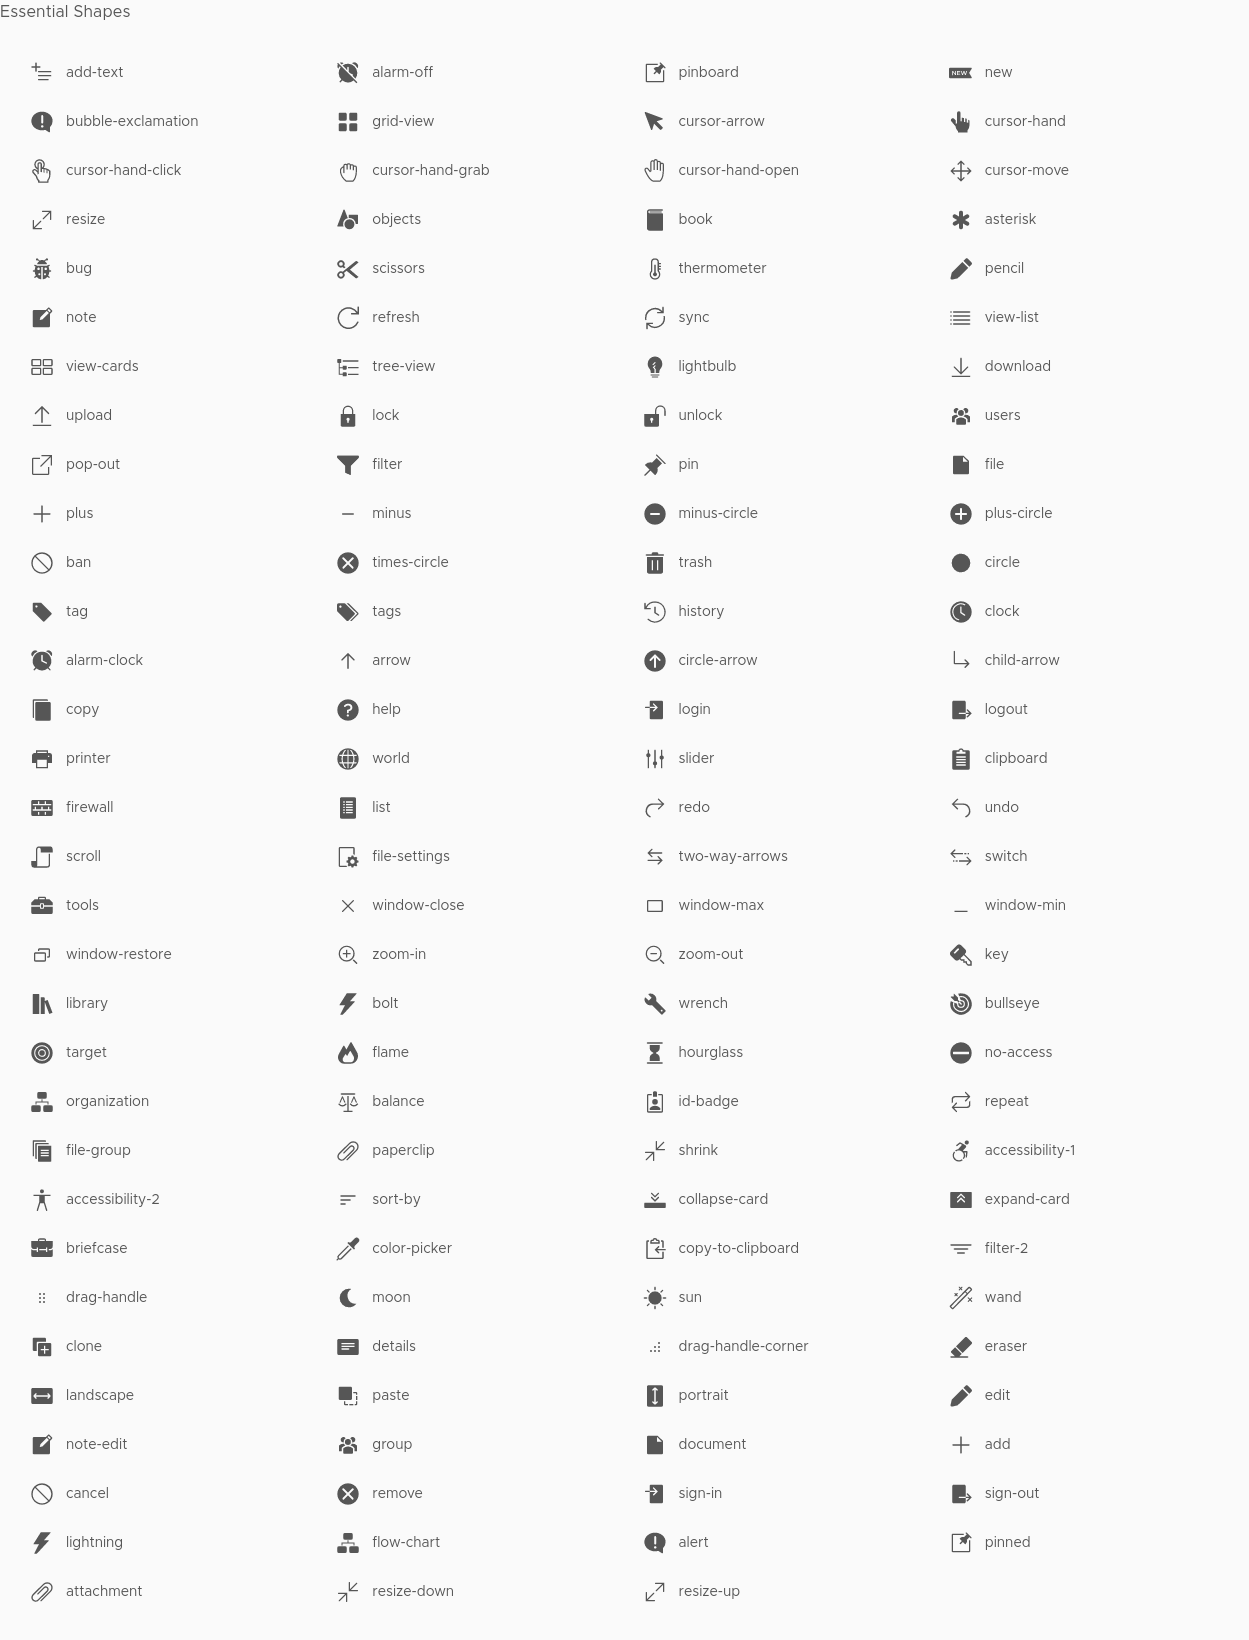 Essential Shapes
add-text
alarm-off
pinboard
NEW
new
bubble-exclamation
grid-view
cursor-arrow
cursor-hand
cursor-hand-click
cursor-hand-grab
cursor-hand-open
cursor-move
resize
objects
book
asterisk
bug
scissors
thermometer
pencil
note
refresh
sync
view-list
view-cards
tree-view
lightbulb
download
upload
lock
unlock
users
pop-out
filter
pin
file
plus
minus
minus-circle
plus-circle
ban
times-circle
trash
circle
tag
tags
history
clock
alarm-clock
arrow
circle-arrow
child-arrow
copy
help
login
logout
printer
world
slider
clipboard
firewall
list
redo
undo
scroll
file-settings
two-way-arrows
switch
tools
window-close
window-max
window-min
window-restore
zoom-in
zoom-out
key
library
bolt
wrench
bullseye
target
flame
hourglass
no-access
organization
balance
id-badge
repeat
file-group
paperclip
shrink
accessibility-1
accessibility-2
sort-by
collapse-card
expand-card
briefcase
color-picker
copy-to-clipboard
filter-2
drag-handle
moon
sun
wand
clone
details
drag-handle-corner
eraser
landscape
paste
portrait
edit
note-edit
group
document
add
cancel
remove
sign-in
sign-out
lightning
flow-chart
alert
pinned
attachment
resize-down
resize-up